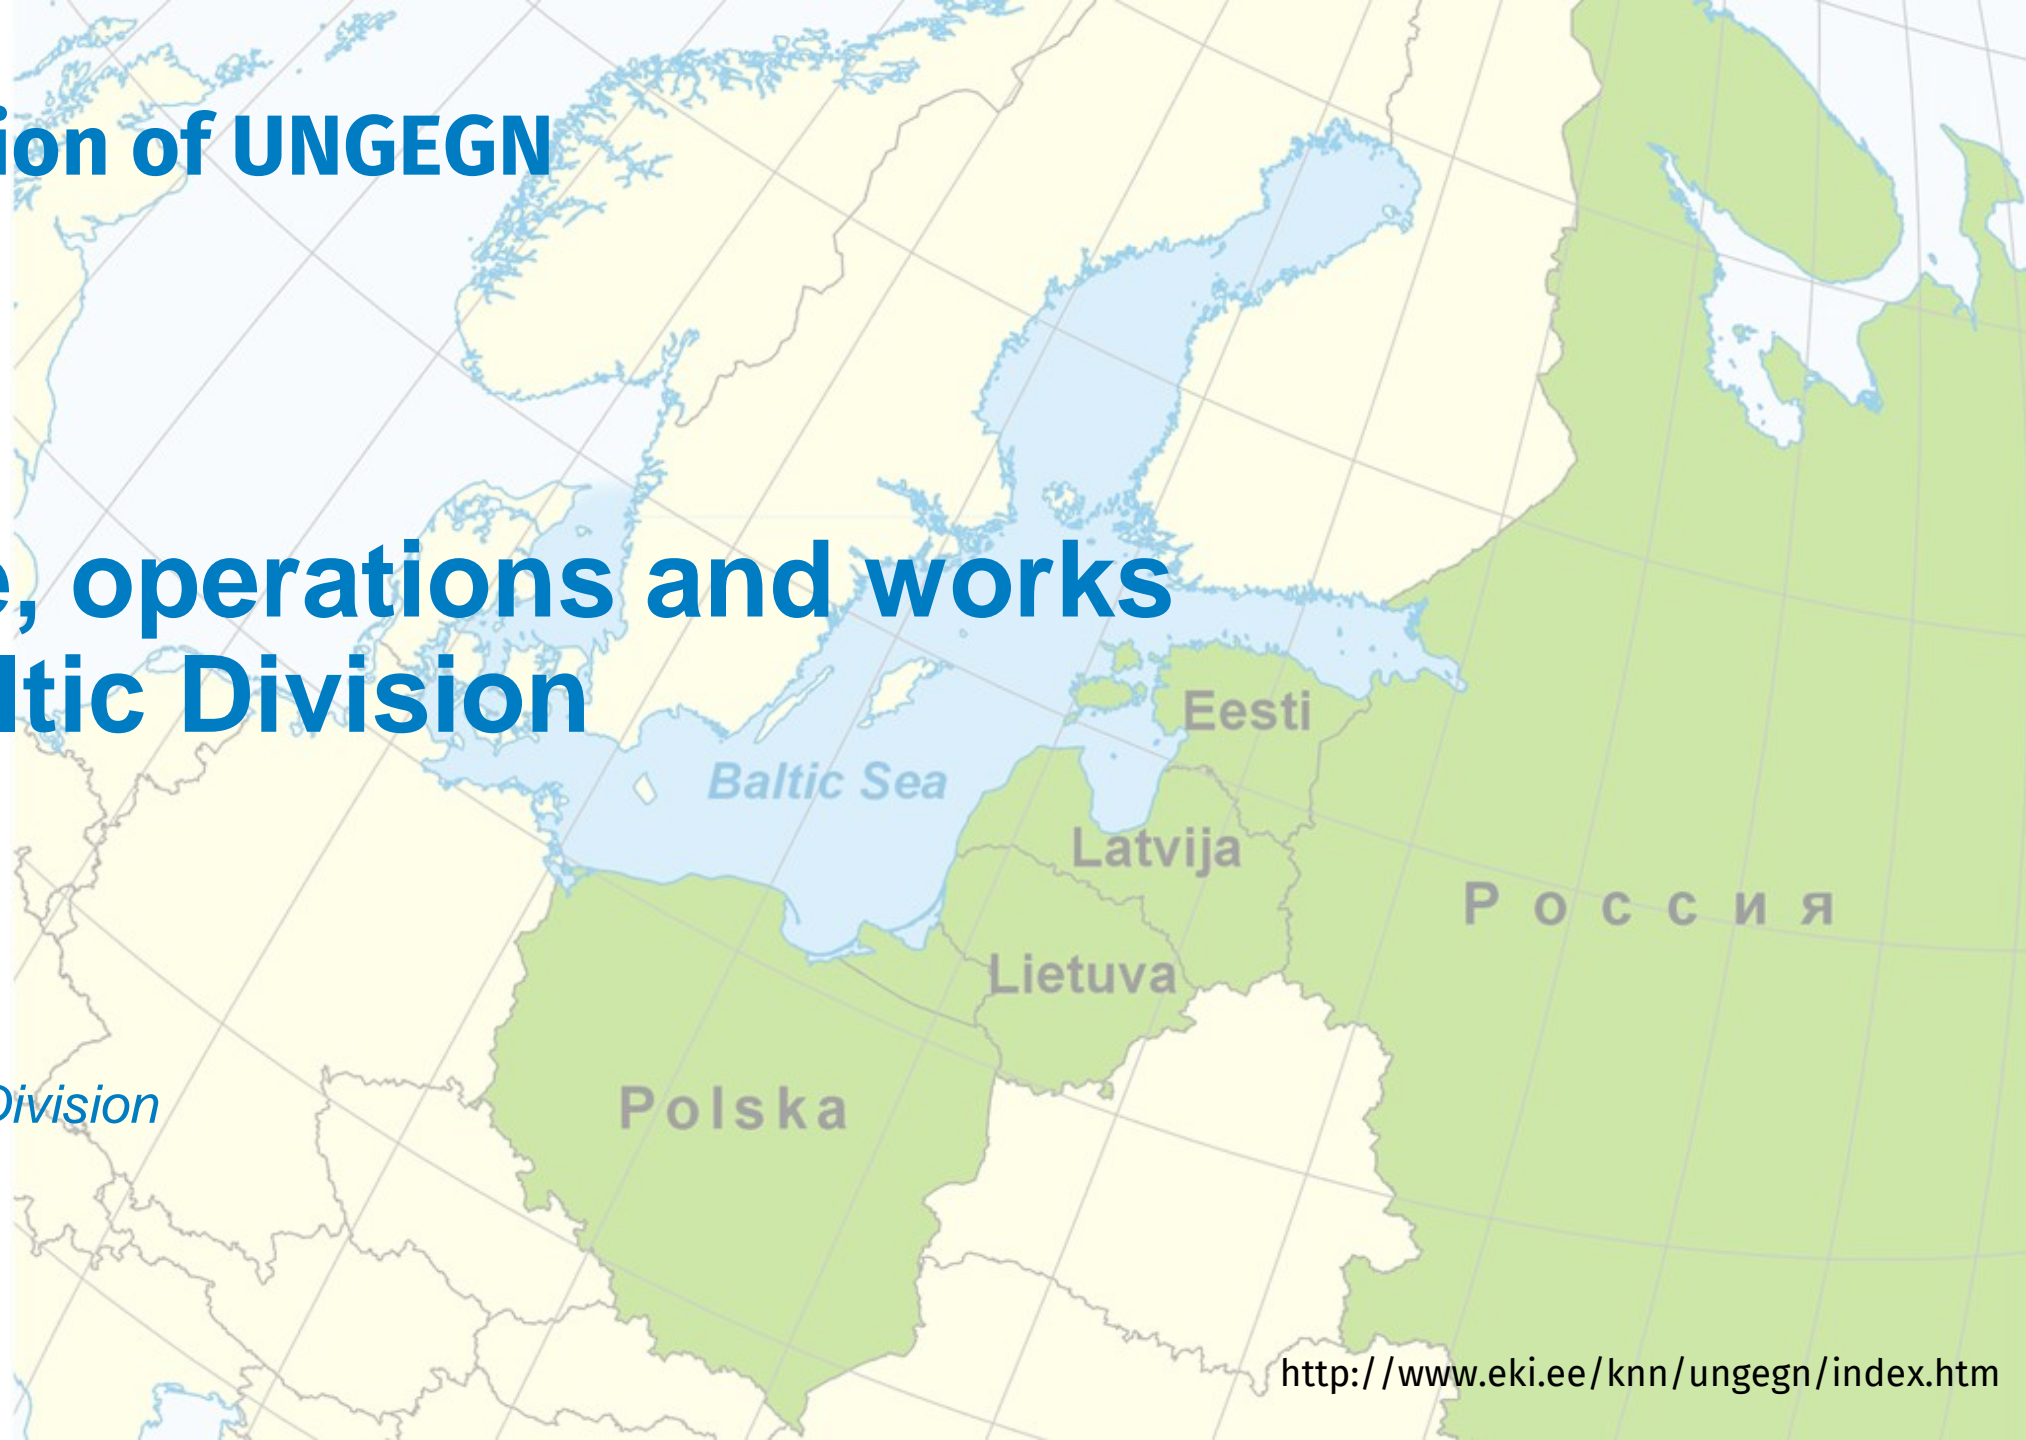 ion of UNGEGN
e, operations and works
ltic Division
Eesti
Baltic Sea
Latvija
Россия
Lietuva
Division
Polska
http://www.eki.ee/knn/ungegn/index.htm